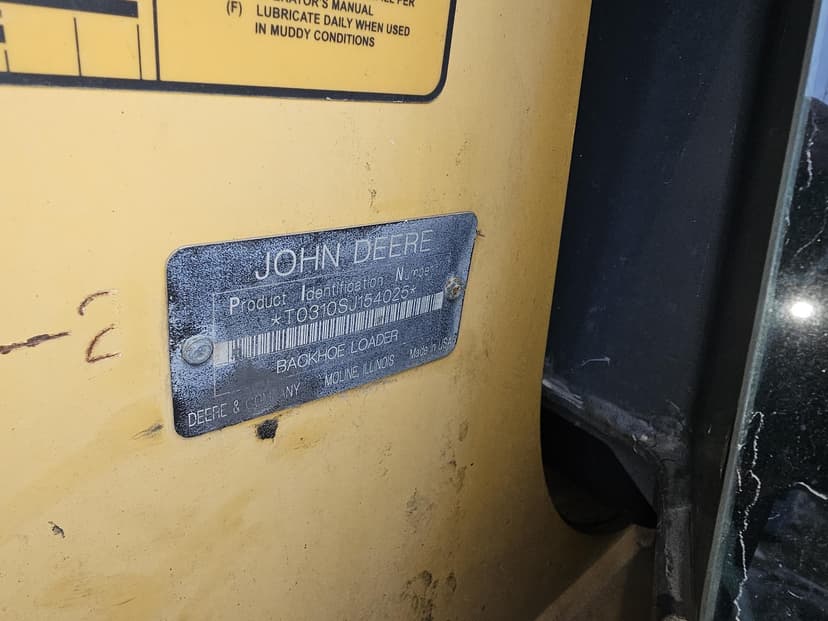 OPERATOR'S MANUAL
(F) LUBRICATE DAILY WHEN USED
IN MUDDY CONDITIONS
JOHN DEERE
Product Identification Number
*T0310SJ154025*
BACKHOE LOADER
DEERE & COMPANY MOLINE ILLINOIS Made in USA
-2